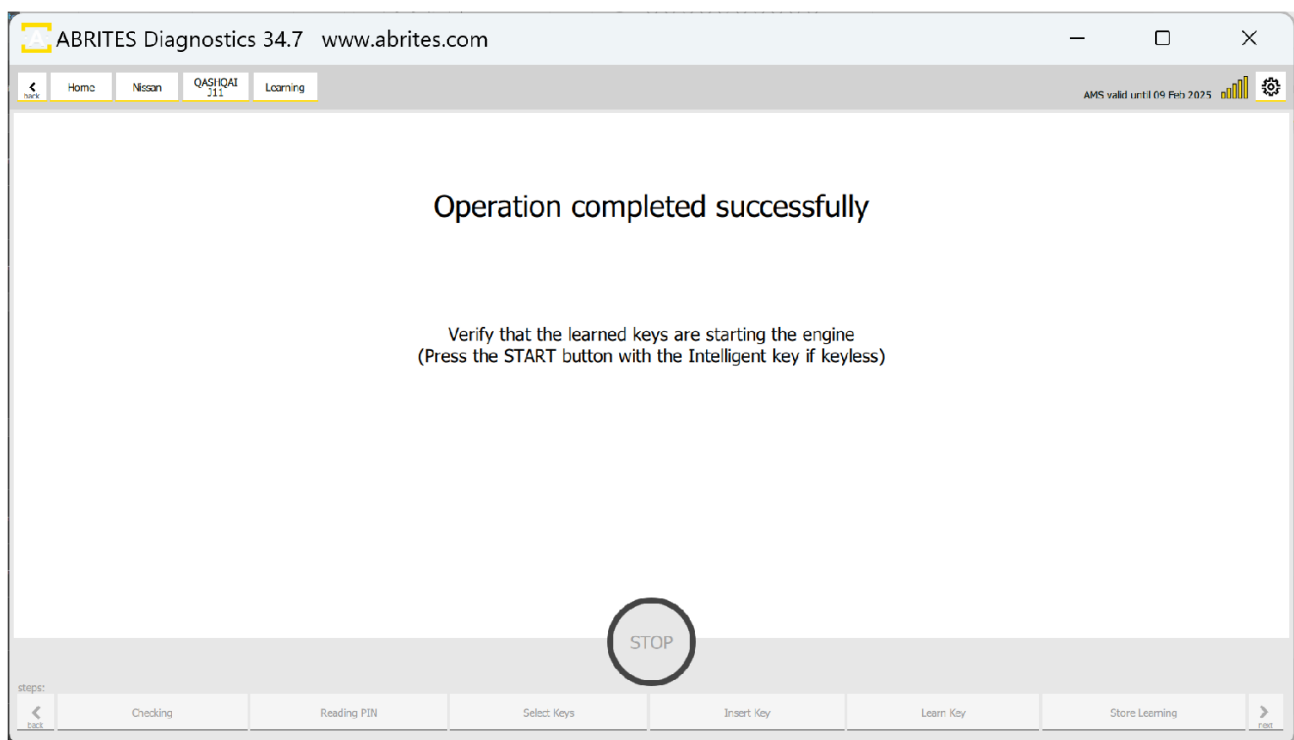 ABRITES Diagnostics 34.7 www.abrites.com
back
Home
Nissan
QASHQAI
J11
Learning
AMS valid until 09 Feb 2025
Operation completed successfully
Verify that the learned keys are starting the engine
(Press the START button with the Intelligent key if keyless)
STOP
steps:
back
Checking
Reading PIN
Select Keys
Insert Key
Learn Key
Store Learning
next